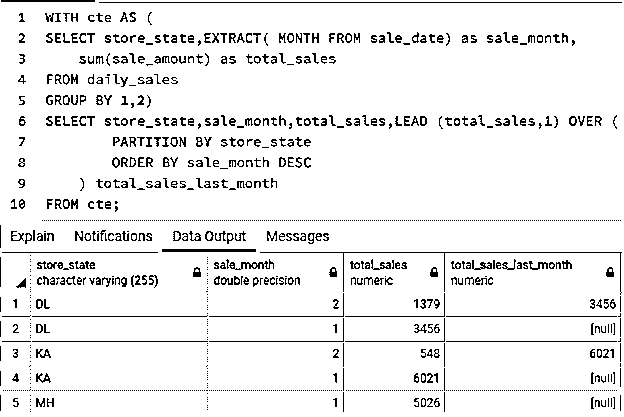 1 WITH cte AS (
2 SELECT store_state,EXTRACT( MONTH FROM sale_date) as sale_month,
3 sum(sale_amount) as total_sales
4 FROM daily_sales
5 GROUP BY 1,2)
6 SELECT store_state,sale_month,total_sales,LEAD (total_sales,1) OVER (
7 PARTITION BY store_state
8 ORDER BY sale_month DESC
9 ) total_sales_last_month
10 FROM cte;
Explain Notifications Data Output Messages
store_state sale_month total_sales total_sales_last_month
character varying (255) double precision numeric numeric
1 DL 2 1379 3456
2 DL 1 3456 [null]
3 KA 2 548 6021
4 KA 1 6021 [null]
5 MH 1 5026 [null]